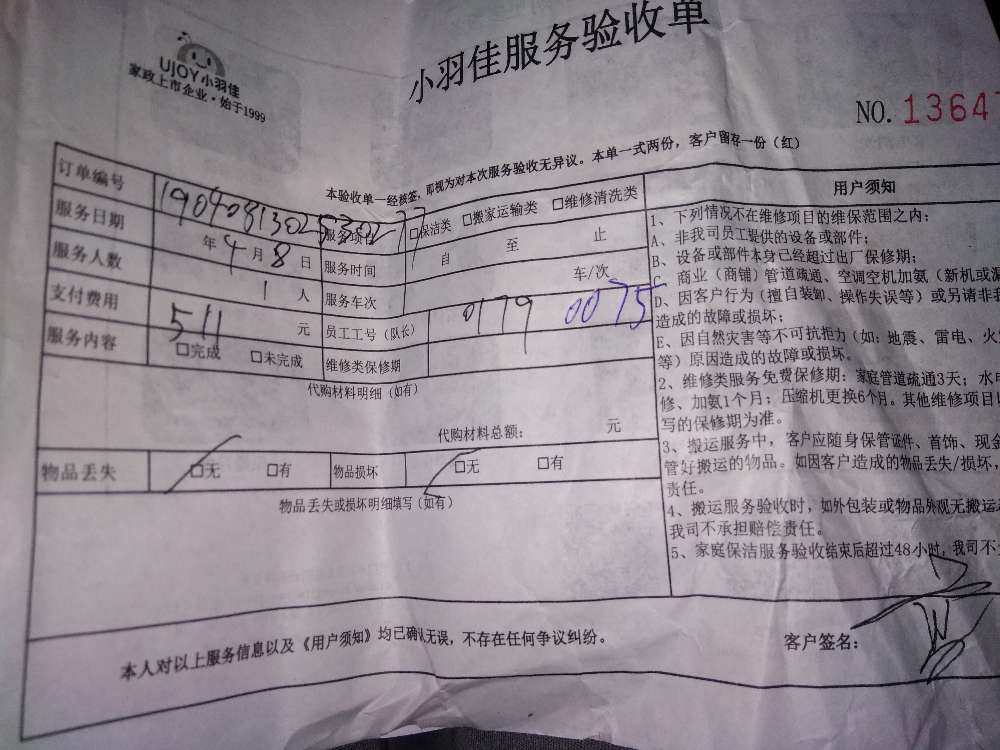 UJOY小羽佳
家政上市企业·始于1999
小羽佳服务验收单
NO. 13647
本验收单一经核签,即视为对本次服务验收无异议。本单一式两份,客户留存一份(红)
订单编号
服务项目 □保洁类 □搬家运输类 □维修清洗类
服务日期 年 4 月 8 日 服务时间 自 至 止
服务人数 1 人 服务车次 车/次
支付费用 511 元 员工工号(队长) 0179 0075
服务内容 □完成 □未完成 维修类保修期
代购材料明细(如有)
代购材料总额: 元
物品丢失 □无 □有 物品损坏 □无 □有
物品丢失或损坏明细填写(如有)
用户须知
1、下列情况不在维修项目的维保范围之内:
A、非我司员工提供的设备或部件;
B、设备或部件本身已经超过出厂保修期;
C、商业(商铺)管道疏通、空调空机加氨(新机或漏
D、因客户行为(擅自装卸、操作失误等)或另请非我
造成的故障或损坏;
E、因自然灾害等不可抗拒力(如:地震、雷电、火
等)原因造成的故障或损坏。
2、维修类服务免费保修期:家庭管道疏通3天;水电
修、加氨1个月;压缩机更换6个月。其他维修项目以
写的保修期为准。
3、搬运服务中,客户应随身保管证件、首饰、现金
管好搬运的物品。如因客户造成的物品丢失/损坏,
责任。
4、搬运服务验收时,如外包装或物品外观无搬运
我司不承担赔偿责任。
5、家庭保洁服务验收结束后超过48小时,我司不
本人对以上服务信息以及《用户须知》均已确认无误,不存在任何争议纠纷。
客户签名: